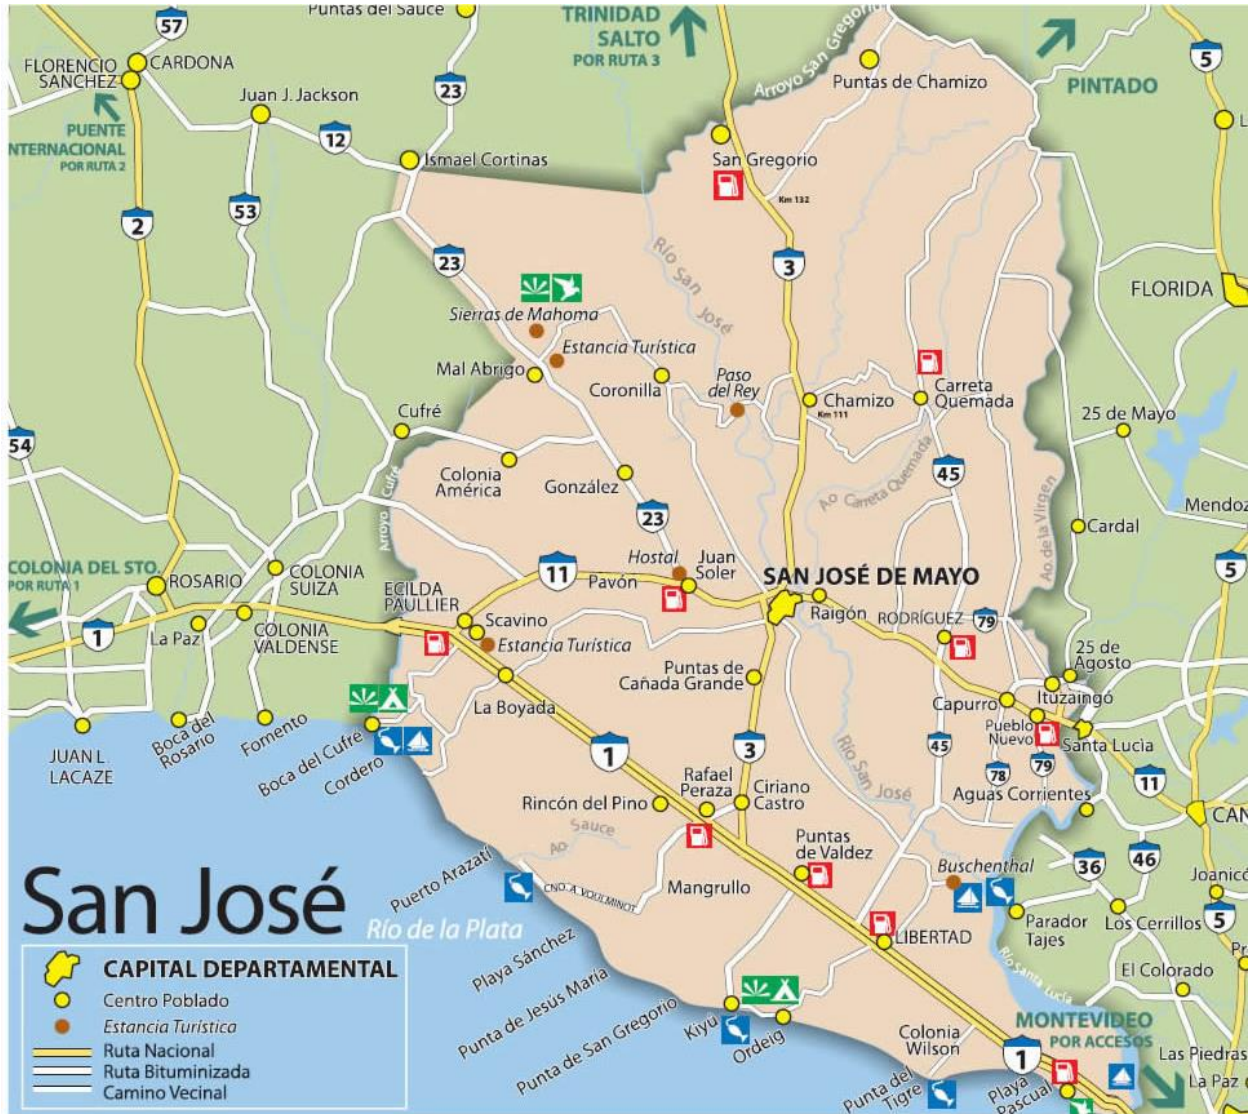 57
Puntas del Sauce
TRINIDAD
SALTO
POR RUTA 3
Arroyo San Gregorio
Puntas de Chamizo
PINTADO
5
FLORENCIO
SANCHEZ
CARDONA
PUENTE
INTERNACIONAL
POR RUTA 2
Juan J. Jackson
23
12
Ismael Cortinas
San Gregorio
Km 132
2
53
23
Río San José
3
FLORIDA
Sierras de Mahoma
Estancia Turística
Mal Abrigo
Coronilla
Paso
del Rey
Chamizo
Km 111
Carreta
Quemada
25 de Mayo
54
Cufré
Colonia
América
González
Ao Carreta Quemada
45
Arroyo Cufré
23
Ao. de la Virgen
Cardal
Mendoz
COLONIA DEL STO.
POR RUTA 1
ROSARIO
COLONIA
SUIZA
11
Hostal
Pavón
Juan
Soler
SAN JOSÉ DE MAYO
Raigón
RODRÍGUEZ
79
5
ECILDA
PAULLIER
Scavino
Estancia Turística
1
La Paz
COLONIA
VALDENSE
25 de
Agosto
Ituzaingó
Puntas de
Cañada Grande
La Boyada
Capurro
Pueblo
Nuevo
Santa Lucìa
JUAN L.
LACAZE
Boca del
Rosario
Fomento
Boca del Cufré
Cordero
1
3
Río San José
45
78
79
11
Aguas Corrientes
CAN
Rincón del Pino
Rafael
Peraza
Ciriano
Castro
Ao Sauce
Puntas
de Valdez
Buschenthal
36
46
Joanicó
Puerto Arazatí
CNO. A. VOULMINOT
Mangrullo
LIBERTAD
Parador
Tajes
Los Cerrillos
5
San José
Río de la Plata
Playa Sánchez
Punta de Jesús María
Punta de San Gregorio
Kiyú
Ordeig
Río Santa Lucía
El Colorado
Colonia
Wilson
1
MONTEVIDEO
POR ACCESOS
Las Piedras
La Paz
Punta del
Tigre
Playa
Pascual
CAPITAL DEPARTAMENTAL
Centro Poblado
Estancia Turística
Ruta Nacional
Ruta Bituminizada
Camino Vecinal